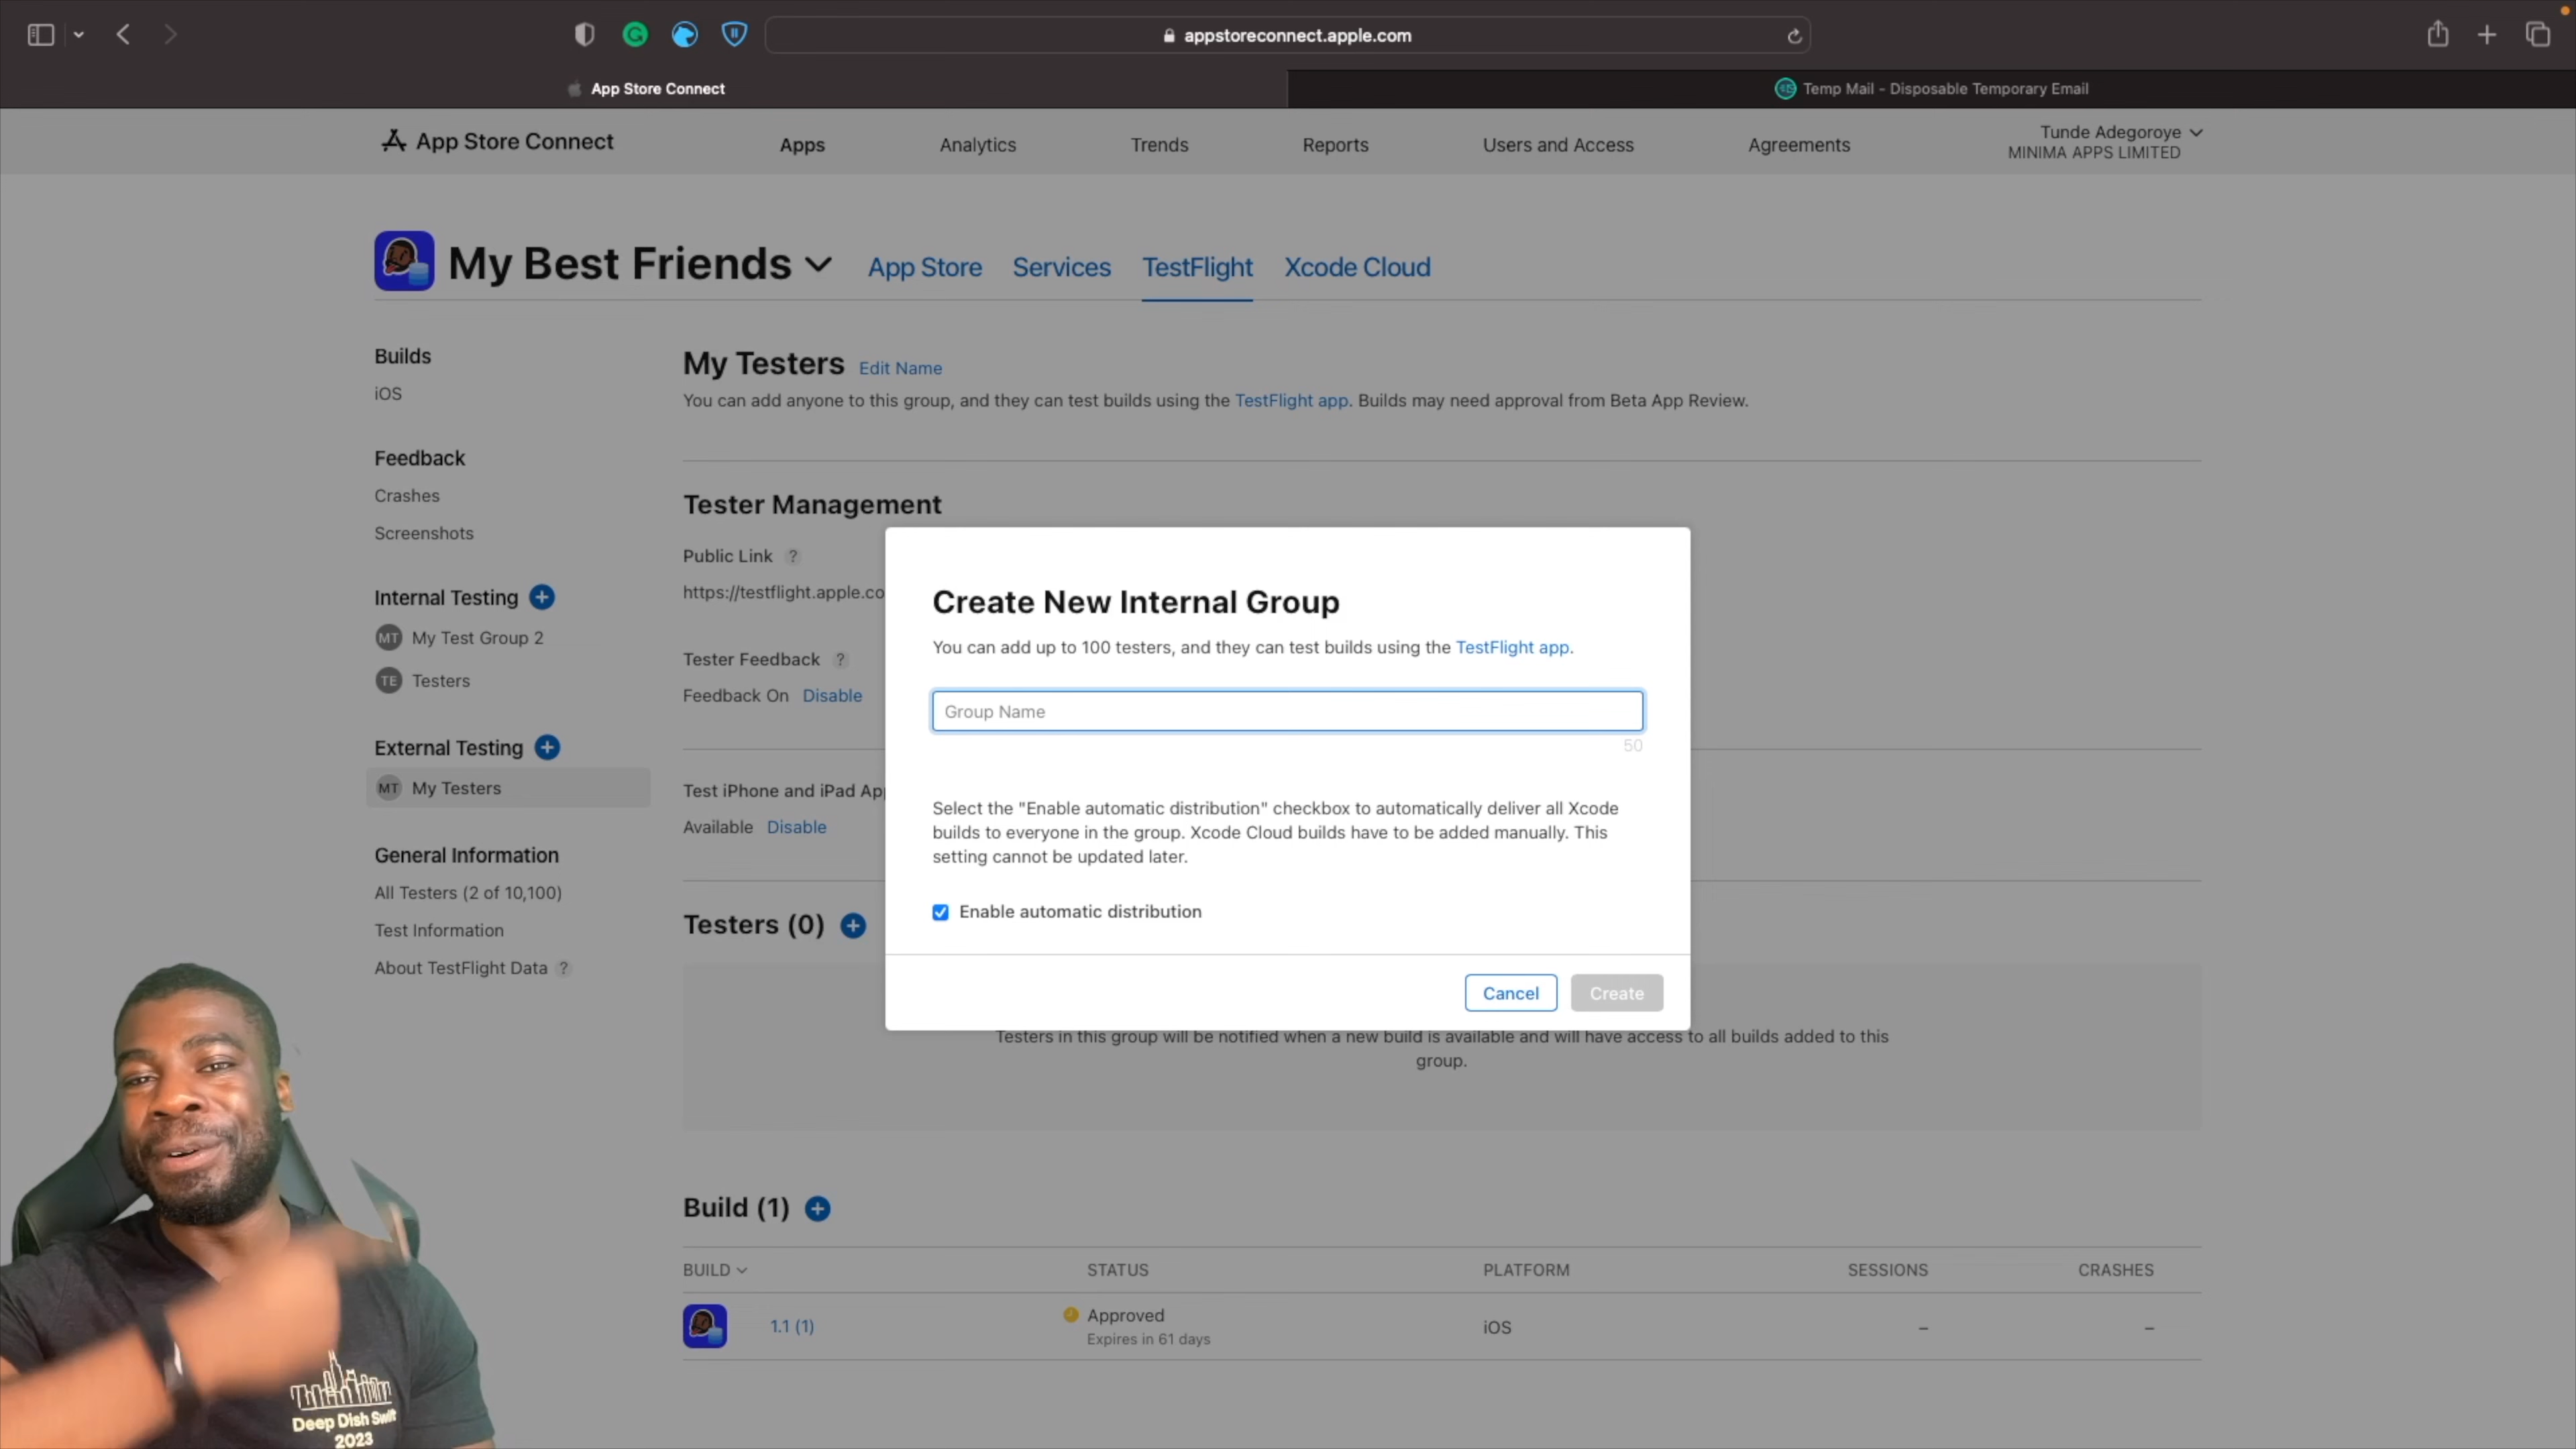 appstoreconnect.apple.com
App Store Connect
Temp Mail - Disposable Temporary Email
App Store Connect
Apps
Analytics
Trends
Reports
Users and Access
Agreements
Tunde Adegoroye
MINIMA APPS LIMITED
My Best Friends
App Store
Services
TestFlight
Xcode Cloud
Builds
iOS
Feedback
Crashes
Screenshots
Internal Testing
MT My Test Group 2
TE Testers
External Testing
MT My Testers
General Information
All Testers (2 of 10,100)
Test Information
About TestFlight Data ?
My Testers Edit Name
You can add anyone to this group, and they can test builds using the TestFlight app. Builds may need approval from Beta App Review.
Tester Management
Public Link ?
https://testflight.apple.co
Tester Feedback ?
Feedback On Disable
Test iPhone and iPad Ap
Available Disable
Testers (0)
Create New Internal Group
You can add up to 100 testers, and they can test builds using the TestFlight app.
Group Name
50
Select the "Enable automatic distribution" checkbox to automatically deliver all Xcode
builds to everyone in the group. Xcode Cloud builds have to be added manually. This
setting cannot be updated later.
Enable automatic distribution
Cancel
Create
Testers in this group will be notified when a new build is available and will have access to all builds added to this
group.
Build (1)
BUILD
STATUS
PLATFORM
SESSIONS
CRASHES
1.1 (1)
Approved
Expires in 61 days
iOS
–
–
Deep Dish Swift
2023